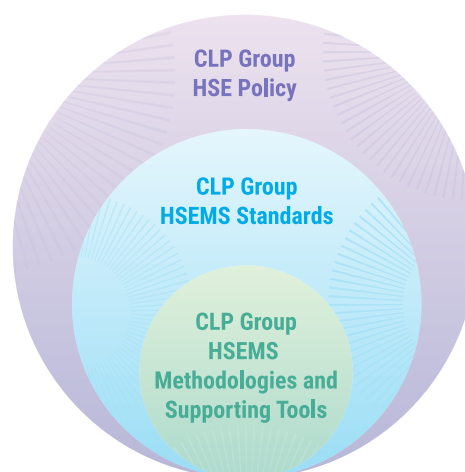 CLP Group
HSE Policy
CLP Group
HSEMS Standards
CLP Group
HSEMS
Methodologies and
Supporting Tools